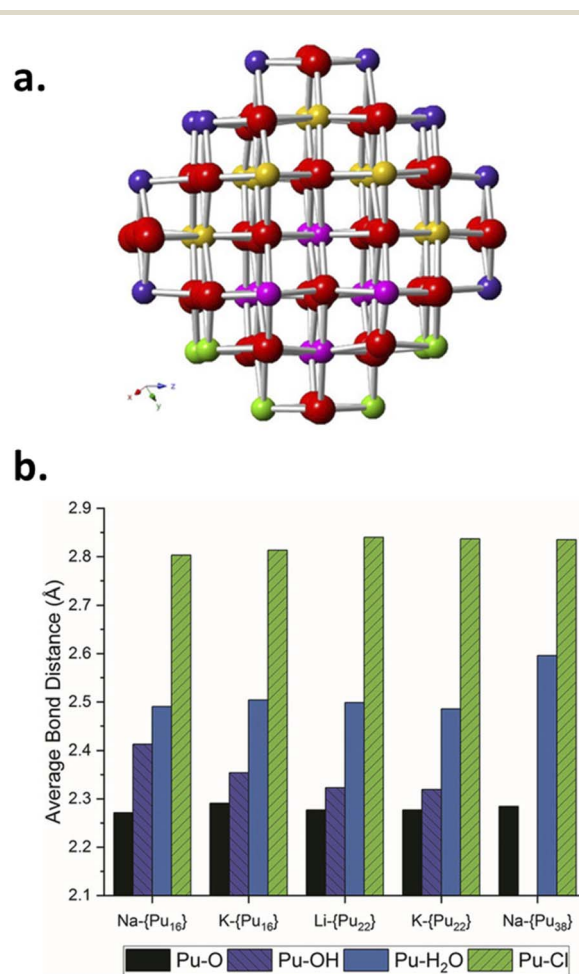 a.
x
y
z
b.
2.9
2.8
2.7
2.6
2.5
2.4
2.3
2.2
2.1
Average Bond Distance (Å)
Na-{Pu₁₆} K-{Pu₁₆} Li-{Pu₂₂} K-{Pu₂₂} Na-{Pu₃₈}
Pu-O Pu-OH Pu-H₂O Pu-Cl